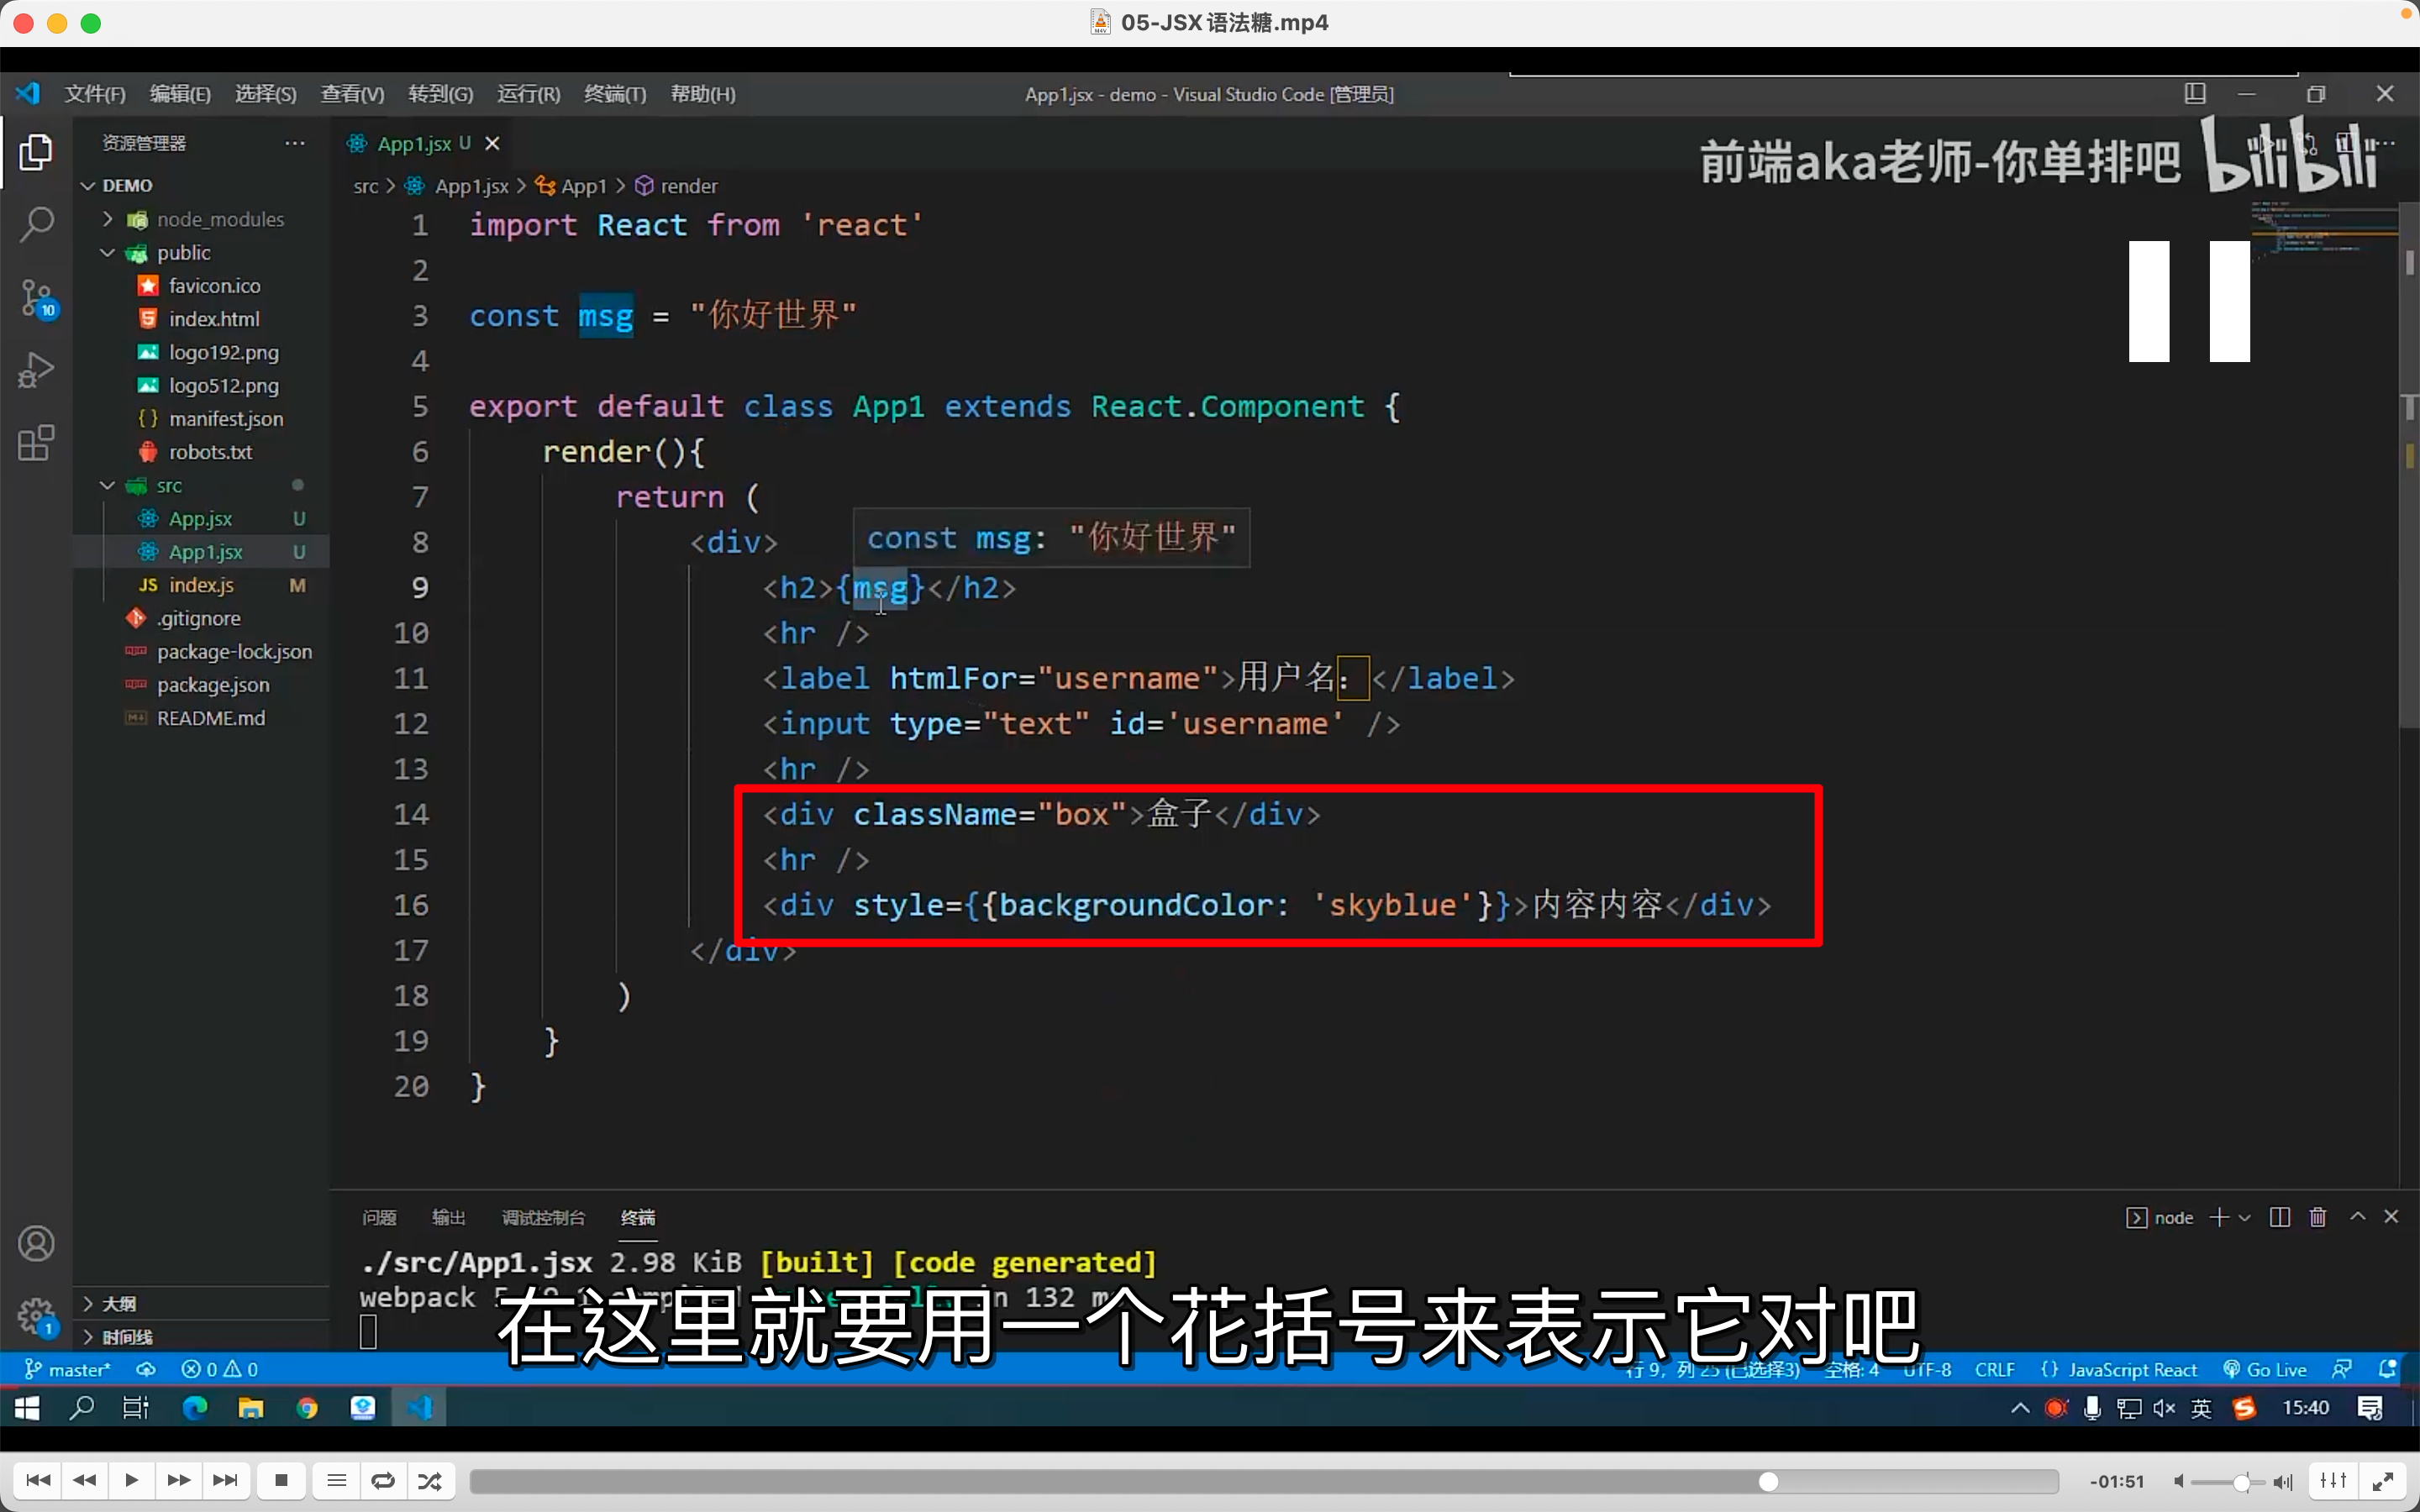 05-JSX语法糖.mp4
文件(F) 编辑(E) 选择(S) 查看(V) 转到(G) 运行(R) 终端(T) 帮助(H)
App1.jsx - demo - Visual Studio Code [管理员]
资源管理器
DEMO
node_modules
public
favicon.ico
index.html
logo192.png
logo512.png
{} manifest.json
robots.txt
src
App.jsx U
App1.jsx U
JS index.js M
.gitignore
package-lock.json
package.json
README.md
大纲
时间线
10
1
App1.jsx U
前端aka老师-你单排吧 bilibili
src > App1.jsx > App1 > render
1 import React from 'react'
2
3 const msg = "你好世界"
4
5 export default class App1 extends React.Component {
6 render(){
7 return (
8 <div>
const msg: "你好世界"
9 <h2>{msg}</h2>
10 <hr />
11 <label htmlFor="username">用户名：</label>
12 <input type="text" id='username' />
13 <hr />
14 <div className="box">盒子</div>
15 <hr />
16 <div style={{backgroundColor: 'skyblue'}}>内容内容</div>
17 </div>
18 )
19 }
20 }
问题 输出 调试控制台 终端
node
./src/App1.jsx 2.98 KiB [built] [code generated]
webpack 5 in 132 m
在这里就要用一个花括号来表示它对吧
master* 0 0
行 9，列 25 (已选择3) 空格: 4 UTF-8 CRLF {} JavaScript React Go Live
英 15:40
-01:51